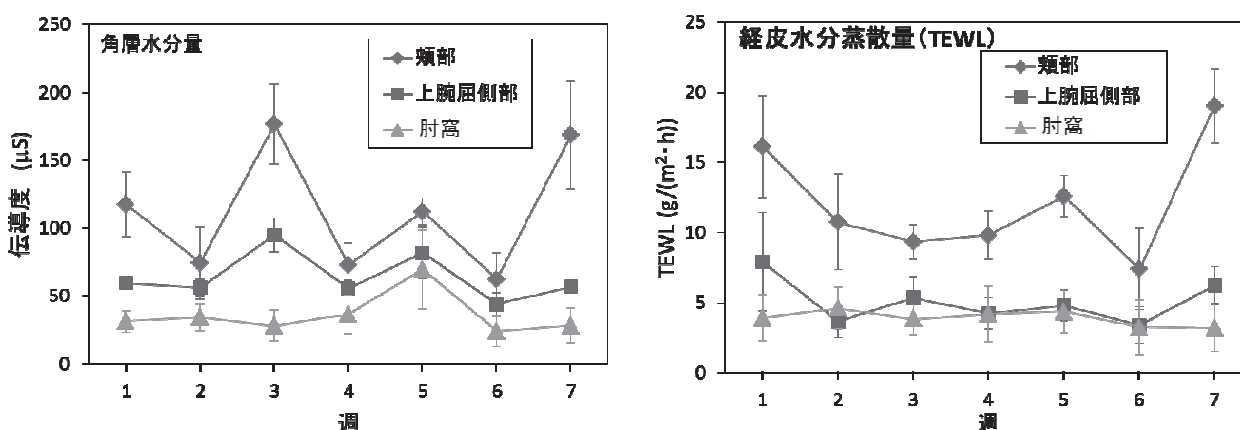 角層水分量
頬部
上腕屈側部
肘窩
伝導度 (μS)
250
200
150
100
50
0
1 2 3 4 5 6 7
週
経皮水分蒸散量(TEWL)
頬部
上腕屈側部
肘窩
TEWL (g/(m²・h))
25
20
15
10
5
0
1 2 3 4 5 6 7
週